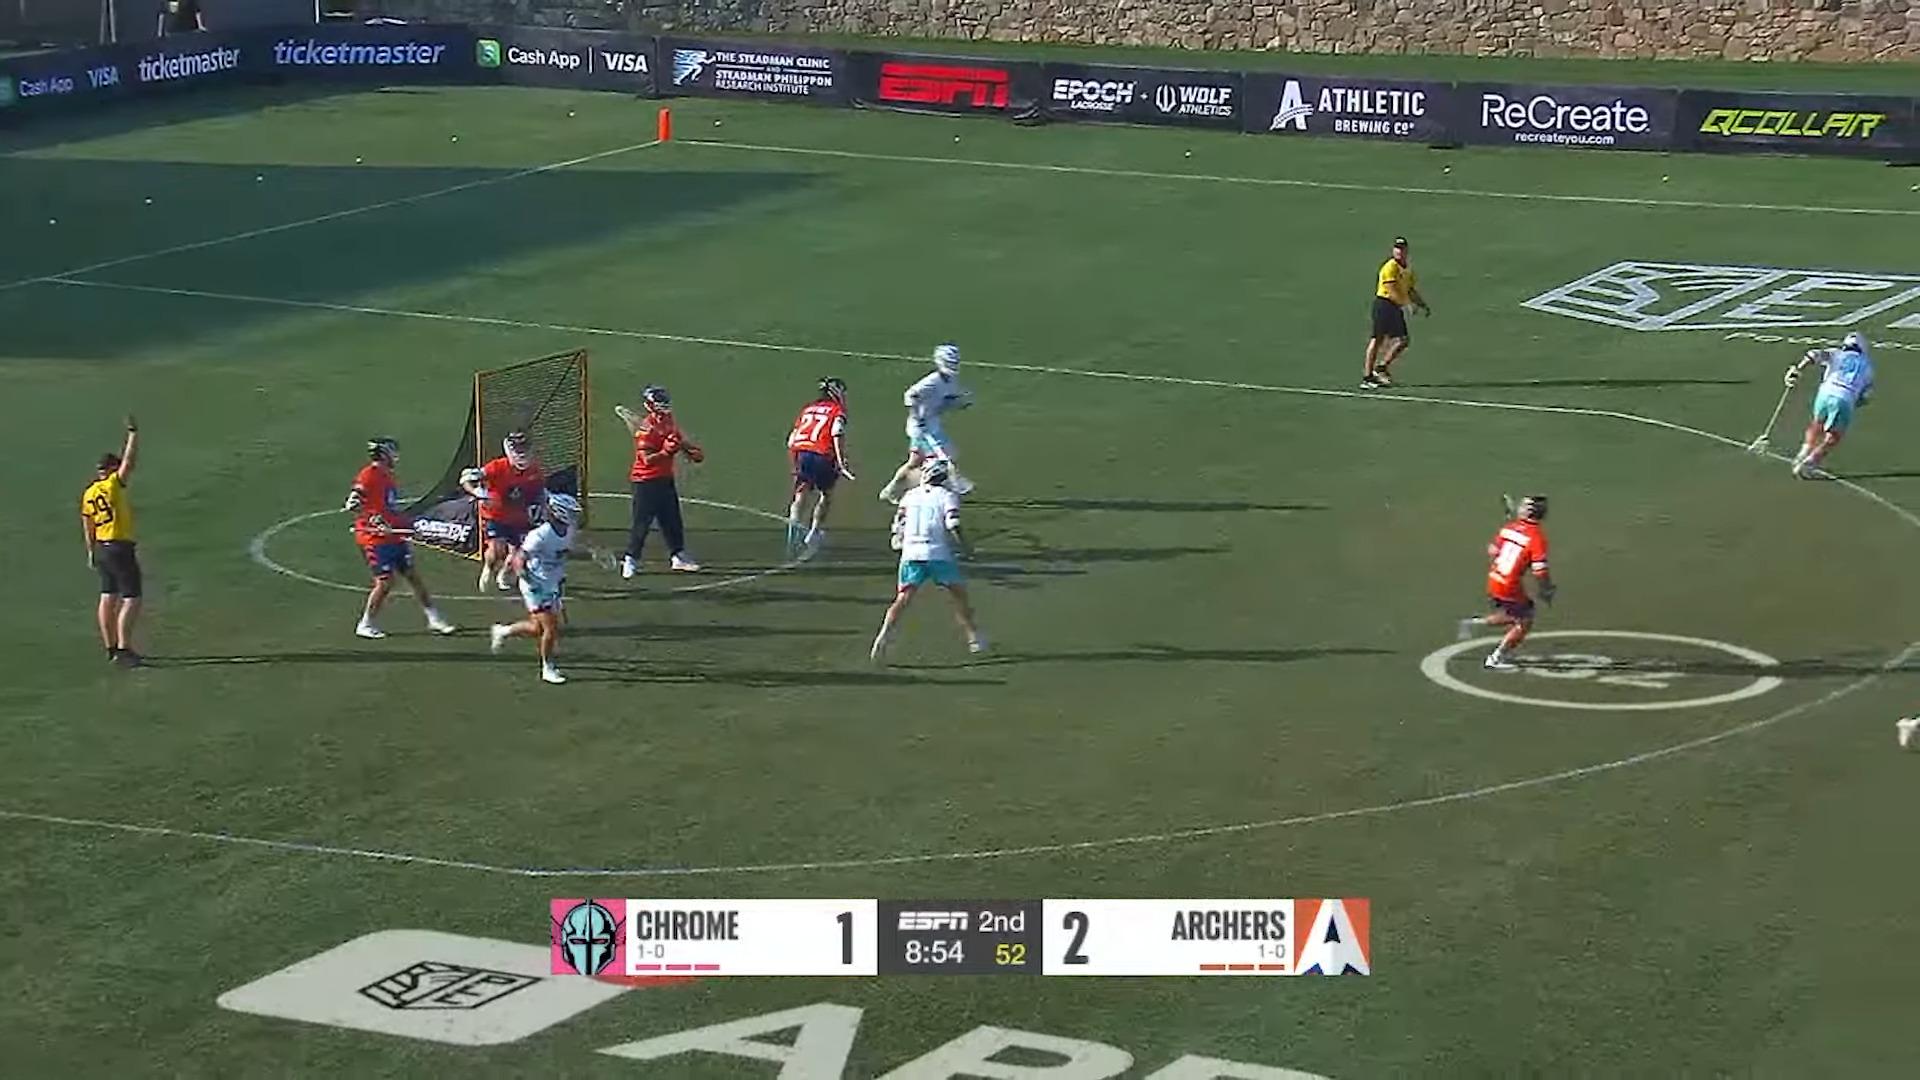 Cash App VISA
ticketmaster
ticketmaster
Cash App | VISA
THE STEADMAN CLINIC
AND
STEADMAN PHILIPPON
RESEARCH INSTITUTE
ESPN
EPOCH
LACROSSE
+
WOLF
ATHLETICS
ATHLETIC
BREWING CO
ReCreate
recreateyou.com
QCOLLAR
27
29
32
CHROME
1-0
1
ESPN 2nd
8:54 52
2
ARCHERS
1-0